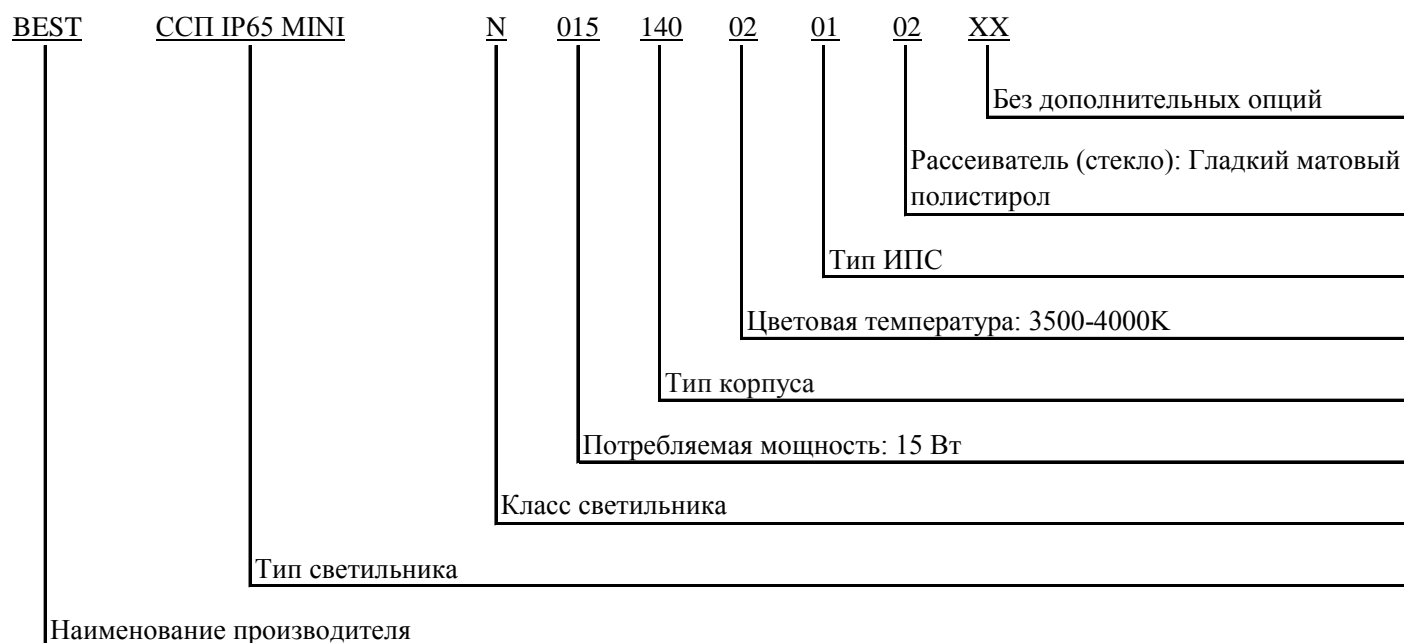 BEST ССП IP65 MINI N 015 140 02 01 02 XX
Без дополнительных опций
Рассеиватель (стекло): Гладкий матовый
полистирол
Тип ИПС
Цветовая температура: 3500-4000K
Тип корпуса
Потребляемая мощность: 15 Вт
Класс светильника
Тип светильника
Наименование производителя